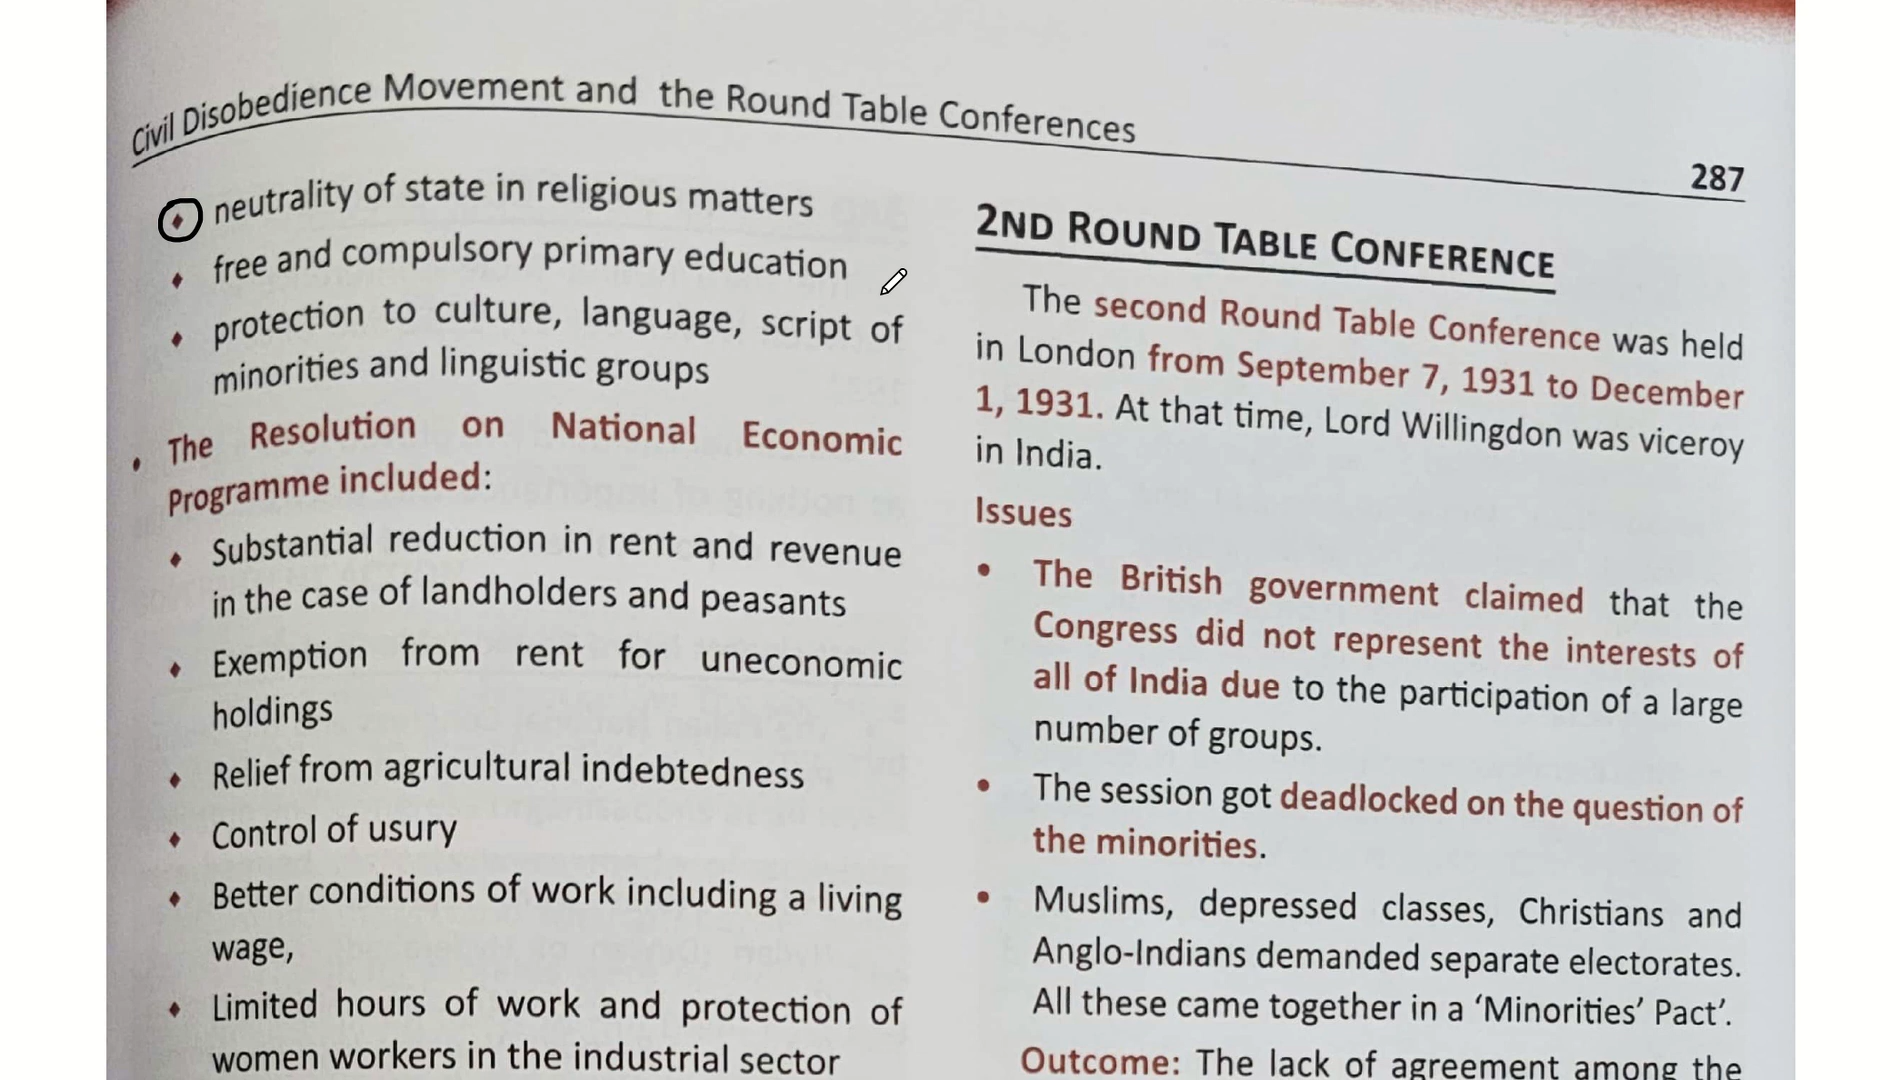 Civil Disobedience Movement and the Round Table Conferences
287
neutrality of state in religious matters
free and compulsory primary education
protection to culture, language, script of
minorities and linguistic groups
The Resolution on National Economic
Programme included:
Substantial reduction in rent and revenue
in the case of landholders and peasants
Exemption from rent for uneconomic
holdings
Relief from agricultural indebtedness
Control of usury
Better conditions of work including a living
wage,
Limited hours of work and protection of
women workers in the industrial sector
2ND ROUND TABLE CONFERENCE
The second Round Table Conference was held
in London from September 7, 1931 to December
1, 1931. At that time, Lord Willingdon was viceroy
in India.
Issues
The British government claimed that the
Congress did not represent the interests of
all of India due to the participation of a large
number of groups.
The session got deadlocked on the question of
the minorities.
Muslims, depressed classes, Christians and
Anglo-Indians demanded separate electorates.
All these came together in a ‘Minorities’ Pact’.
Outcome: The lack of agreement among the